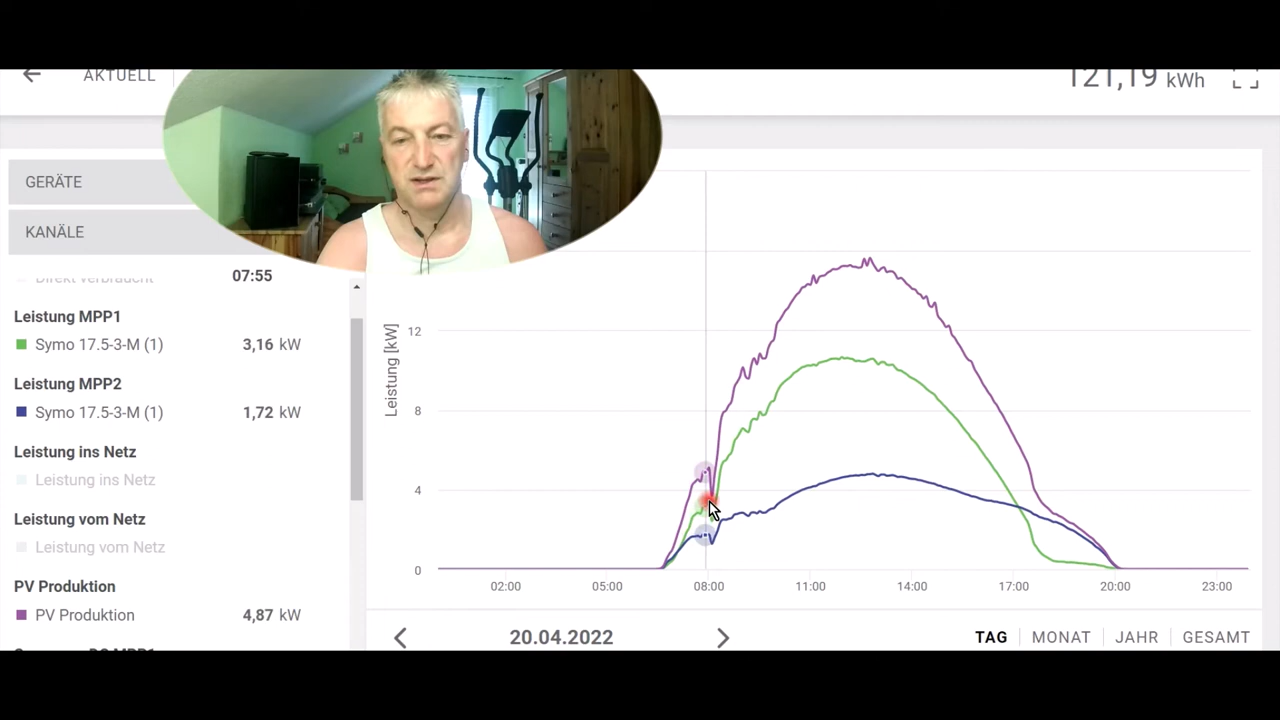 AKTUELL
121,19 kWh
GERÄTE
KANÄLE
Direkt verbraucht
07:55
Leistung MPP1
Symo 17.5-3-M (1) 3,16 kW
Leistung MPP2
Symo 17.5-3-M (1) 1,72 kW
Leistung ins Netz
Leistung ins Netz
Leistung vom Netz
Leistung vom Netz
PV Produktion
PV Produktion 4,87 kW
Leistung [kW]
12
8
4
0
02:00 05:00 08:00 11:00 14:00 17:00 20:00 23:00
20.04.2022
TAG MONAT JAHR GESAMT